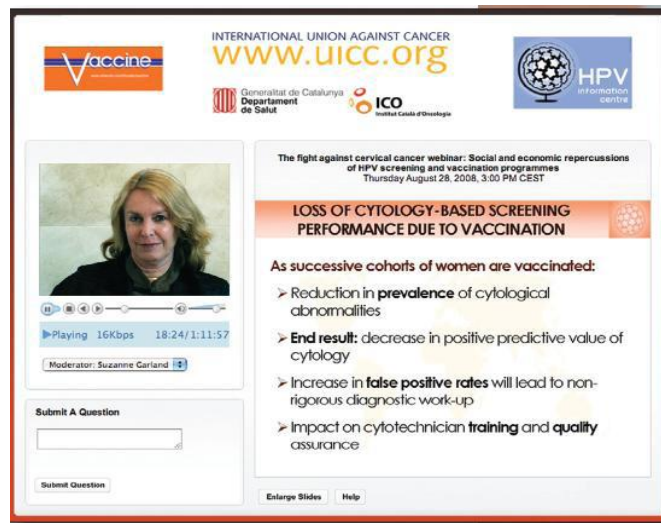 Vaccine
INTERNATIONAL UNION AGAINST CANCER
www.uicc.org
Generalitat de Catalunya
Departament
de Salut
ICO
Institut Català d'Oncologia
HPV
information
centre
The fight against cervical cancer webinar: Social and economic repercussions
of HPV screening and vaccination programmes
Thursday August 28, 2008, 3:00 PM CEST
LOSS OF CYTOLOGY-BASED SCREENING
PERFORMANCE DUE TO VACCINATION
As successive cohorts of women are vaccinated:
➢ Reduction in prevalence of cytological
abnormalities
➢ End result: decrease in positive predictive value of
cytology
➢ Increase in false positive rates will lead to non-
rigorous diagnostic work-up
➢ Impact on cytotechnician training and quality
assurance
Playing 16Kbps 18:24/1:11:57
Moderator: Suzanne Garland
Submit A Question
Submit Question
Enlarge Slides Help